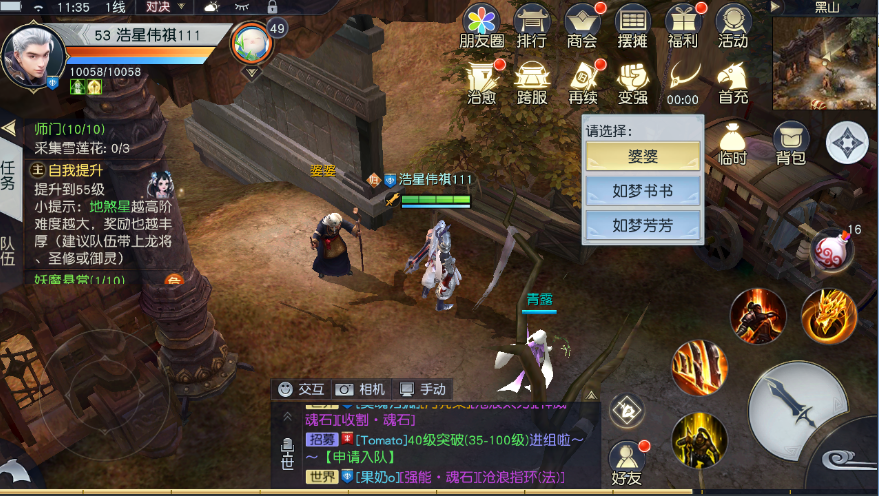 11:35 1线 对决
黑山
53 浩星伟祺111
49
10058/10058
朋友圈 排行 商会 摆摊 福利 活动
治愈 跨服 再续 变强 00:00 首充
临时 背包
任务
队伍
师门(10/10)
采集雪莲花: 0/3
主 自我提升
提升到55级
小提示: 地煞星越高阶
难度越大，奖励也越丰
厚（建议队伍带上龙将
、圣修或御灵）
妖魔悬赏(1/10)
请选择:
婆婆
如梦书书
如梦芳芳
婆婆
浩星伟祺111
青露
16
交互 相机 手动
世
魂石][收割·魂石]
招募 [Tomato]40级突破(35-100级)进组啦～
～【申请入队】
世界 [果奶o][强能·魂石][沧浪指环(法)]
好友